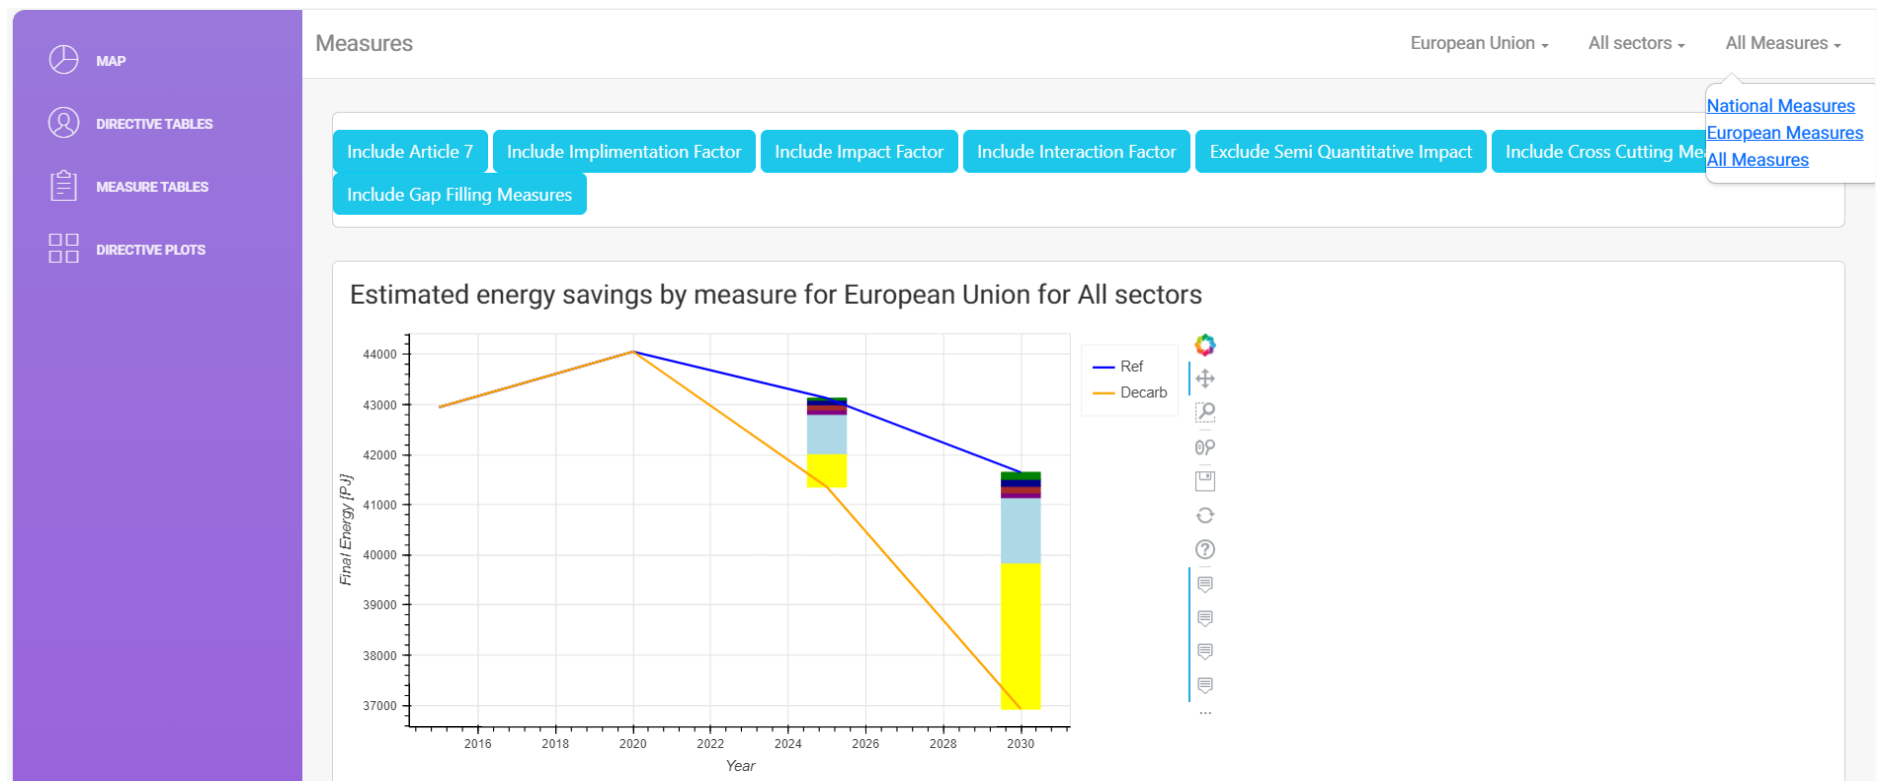 MAP
DIRECTIVE TABLES
MEASURE TABLES
DIRECTIVE PLOTS
Measures
European Union
All sectors
All Measures
National Measures
European Measures
All Measures
Include Article 7
Include Implimentation Factor
Include Impact Factor
Include Interaction Factor
Exclude Semi Quantitative Impact
Include Cross Cutting
Include Gap Filling Measures
Estimated energy savings by measure for European Union for All sectors
44000
43000
42000
41000
40000
39000
38000
37000
Final Energy [PJ]
2016
2018
2020
2022
2024
2026
2028
2030
Year
Ref
Decarb